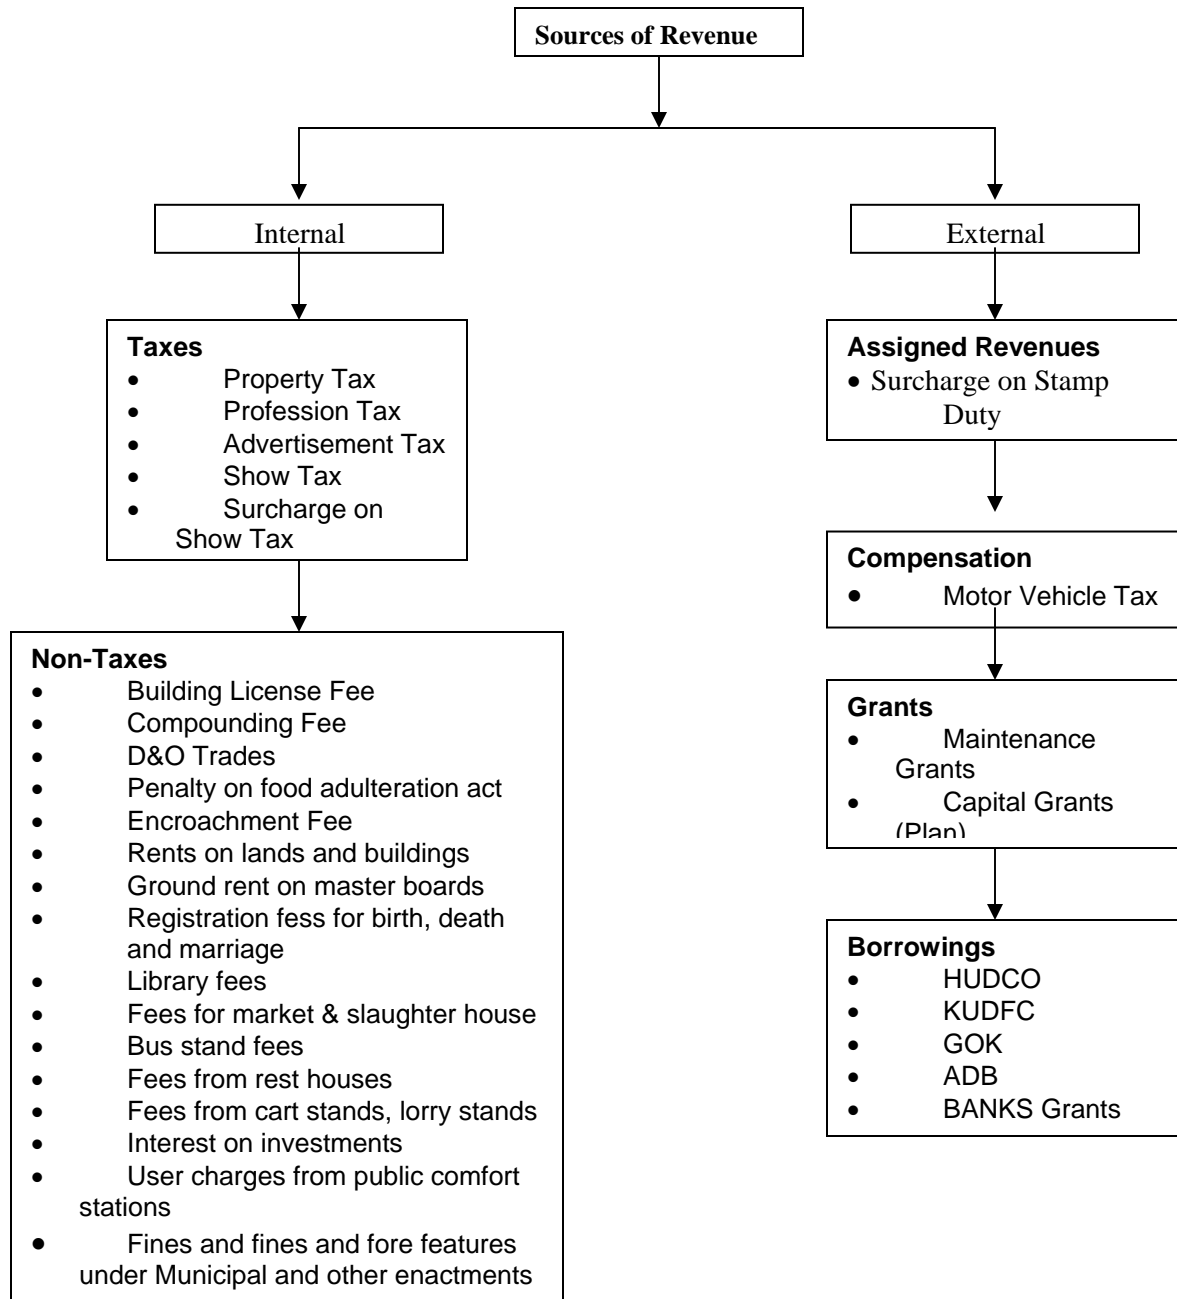 Sources of Revenue
Internal
Taxes
• Property Tax
• Profession Tax
• Advertisement Tax
• Show Tax
• Surcharge on
Show Tax
Non-Taxes
• Building License Fee
• Compounding Fee
• D&O Trades
• Penalty on food adulteration act
• Encroachment Fee
• Rents on lands and buildings
• Ground rent on master boards
• Registration fess for birth, death
and marriage
• Library fees
• Fees for market & slaughter house
• Bus stand fees
• Fees from rest houses
• Fees from cart stands, lorry stands
• Interest on investments
• User charges from public comfort
stations
• Fines and fines and fore features
under Municipal and other enactments
External
Assigned Revenues
• Surcharge on Stamp
Duty
Compensation
• Motor Vehicle Tax
Grants
• Maintenance
Grants
• Capital Grants
(Plan)
Borrowings
• HUDCO
• KUDFC
• GOK
• ADB
• BANKS Grants